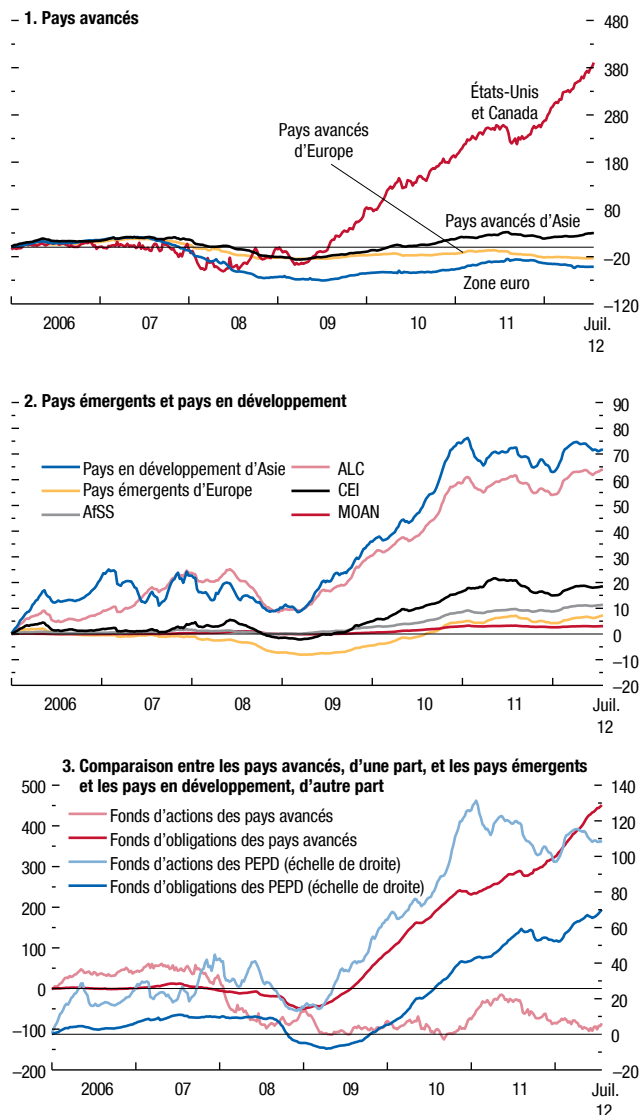 1. Pays avancés
480
380
280
180
80
–20
–120
États-Unis
et Canada
Pays avancés
d'Europe
Pays avancés d'Asie
Zone euro
2006
07
08
09
10
11
Juil.
12
2. Pays émergents et pays en développement
90
80
70
60
50
40
30
20
10
0
–10
–20
Pays en développement d'Asie
Pays émergents d'Europe
AfSS
ALC
CEI
MOAN
2006
07
08
09
10
11
Juil.
12
3. Comparaison entre les pays avancés, d'une part, et les pays émergents
et les pays en développement, d'autre part
500
400
300
200
100
0
–100
–200
140
120
100
80
60
40
20
0
–20
Fonds d'actions des pays avancés
Fonds d'obligations des pays avancés
Fonds d'actions des PEPD (échelle de droite)
Fonds d'obligations des PEPD (échelle de droite)
2006
07
08
09
10
11
Juil.
12